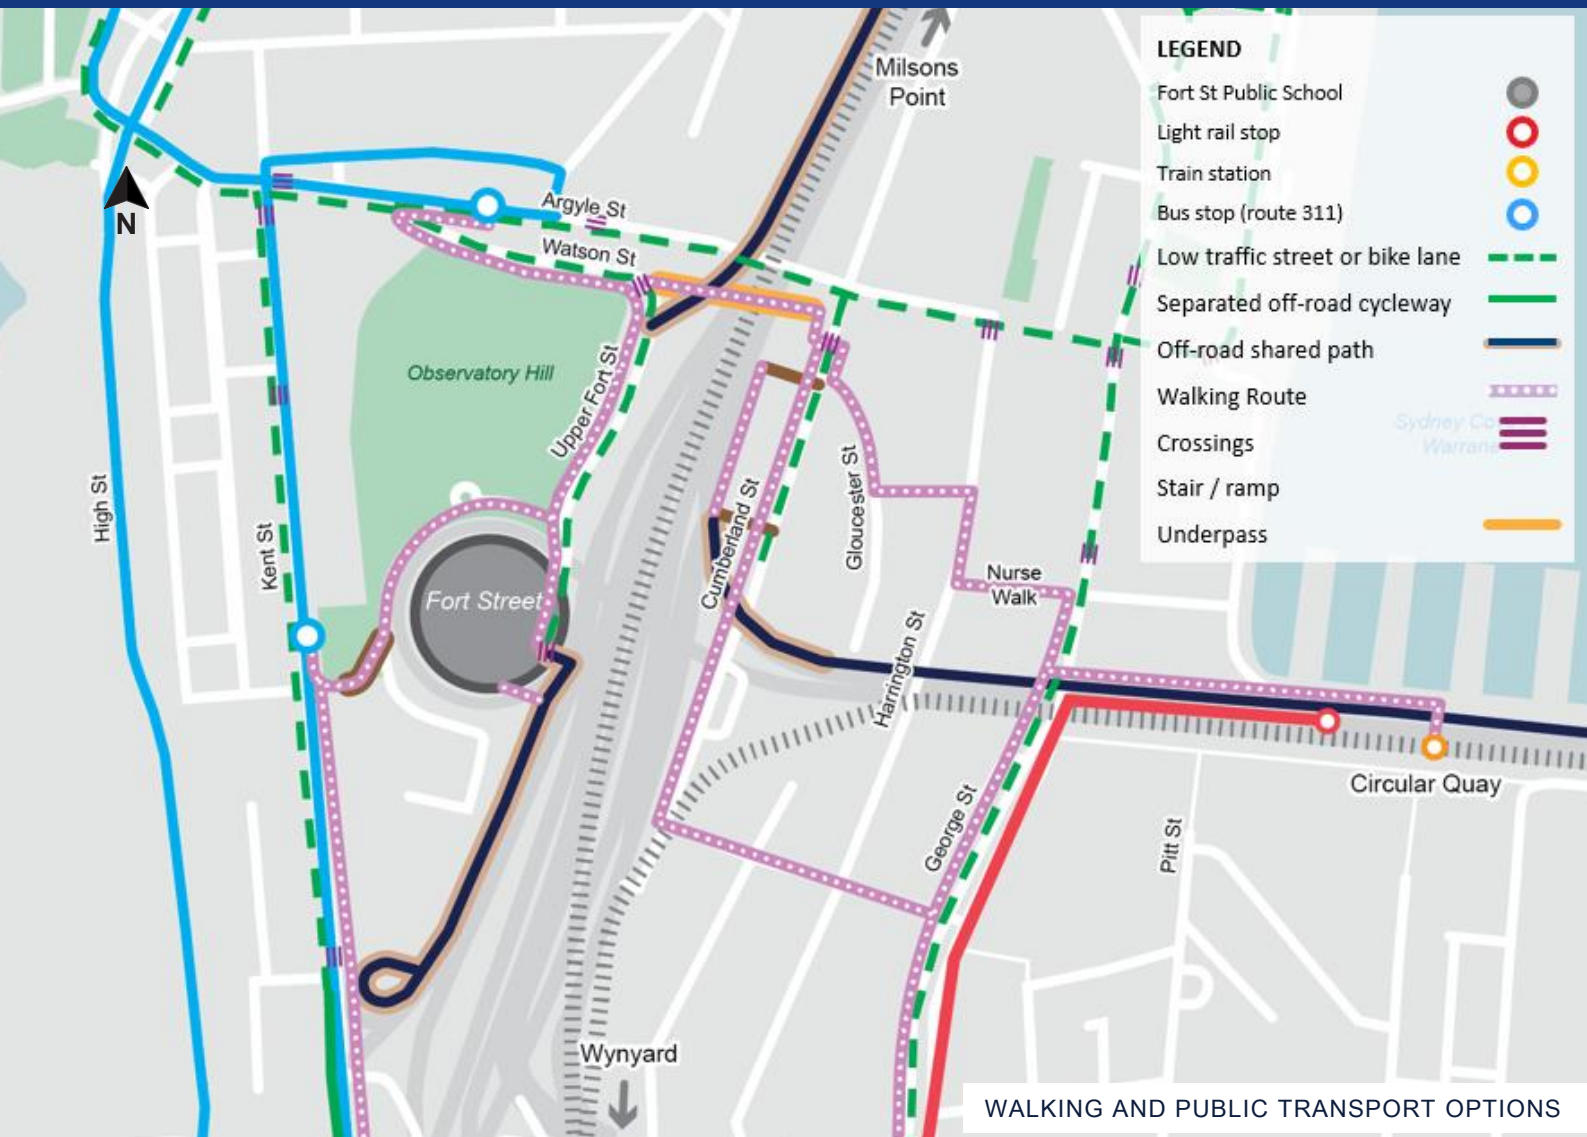 Milsons
Point
LEGEND
Fort St Public School
Light rail stop
Train station
Bus stop (route 311)
Low traffic street or bike lane
Separated off-road cycleway
Off-road shared path
Walking Route
Crossings
Stair / ramp
Underpass
N
Argyle St
Watson St
Observatory Hill
Upper Fort St
High St
Kent St
Fort Street
Cumberland St
Gloucester St
Nurse
Walk
Harrington St
George St
Circular Quay
Pitt St
Wynyard
Sydney Co
Warrane
WALKING AND PUBLIC TRANSPORT OPTIONS